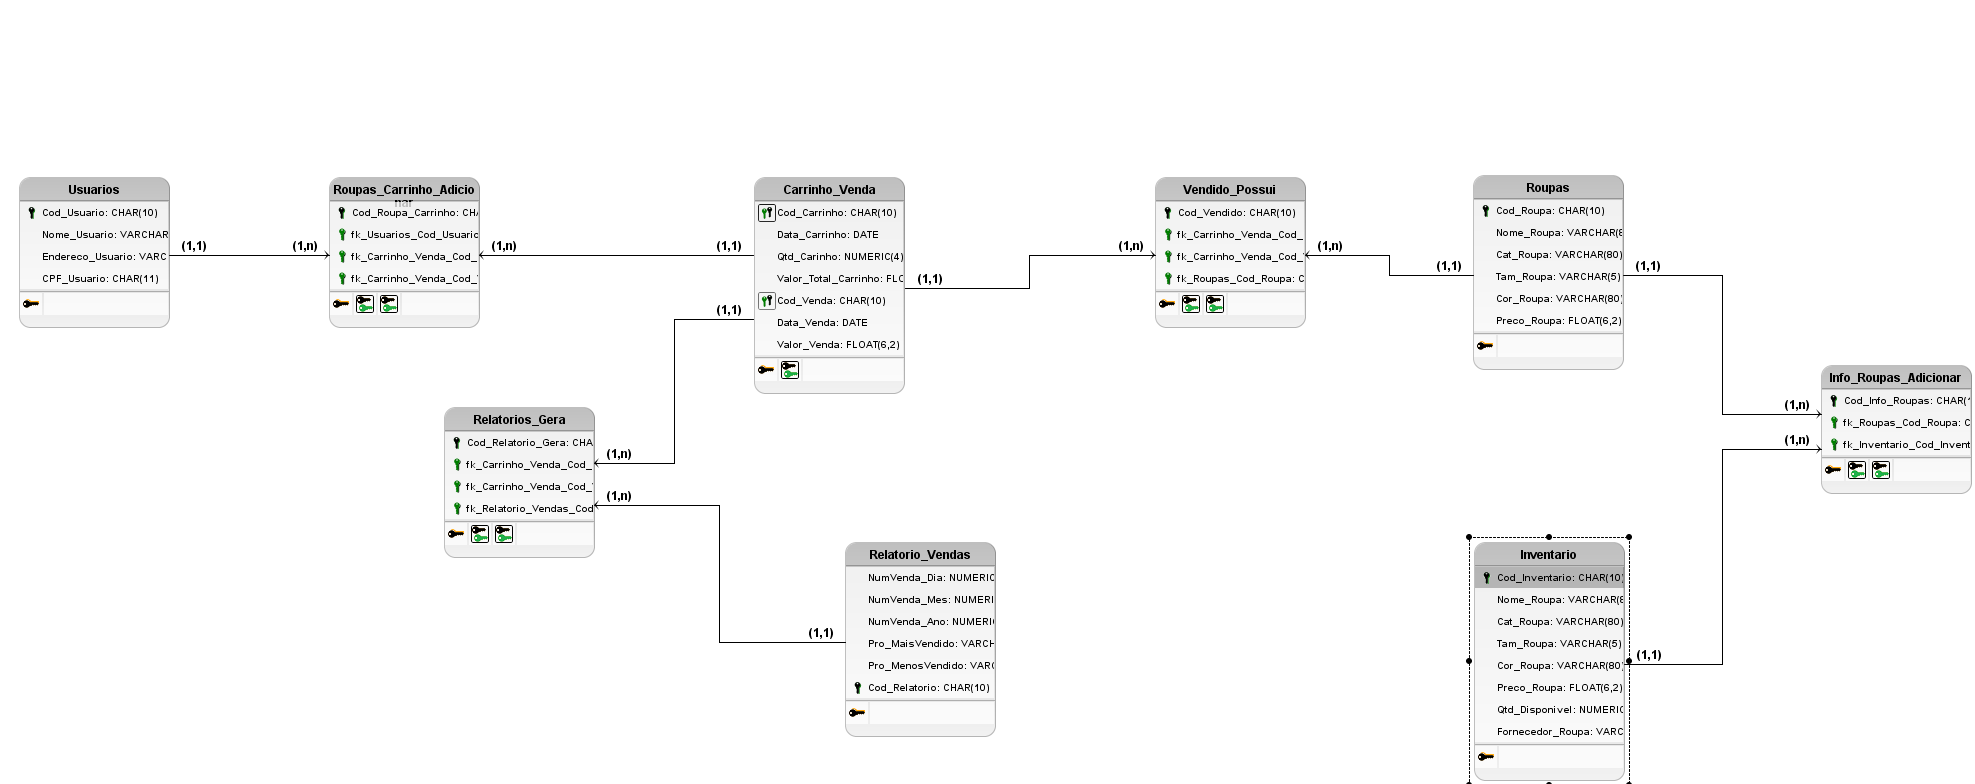 Usuarios
Cod_Usuario: CHAR(10)
Nome_Usuario: VARCHAR
Endereco_Usuario: VARC
CPF_Usuario: CHAR(11)
(1,1)
(1,n)
Roupas_Carrinho_Adicio
nar
Cod_Roupa_Carrinho: CHA
fk_Usuarios_Cod_Usuario
fk_Carrinho_Venda_Cod_
fk_Carrinho_Venda_Cod_
(1,n)
(1,1)
Carrinho_Venda
Cod_Carrinho: CHAR(10)
Data_Carrinho: DATE
Qtd_Carinho: NUMERIC(4)
Valor_Total_Carrinho: FLO
Cod_Venda: CHAR(10)
Data_Venda: DATE
Valor_Venda: FLOAT(6,2)
(1,1)
(1,1)
(1,n)
Vendido_Possui
Cod_Vendido: CHAR(10)
fk_Carrinho_Venda_Cod_
fk_Carrinho_Venda_Cod_
fk_Roupas_Cod_Roupa: C
(1,n)
(1,1)
Roupas
Cod_Roupa: CHAR(10)
Nome_Roupa: VARCHAR(8
Cat_Roupa: VARCHAR(80)
Tam_Roupa: VARCHAR(5)
Cor_Roupa: VARCHAR(80)
Preco_Roupa: FLOAT(6,2)
(1,1)
(1,n)
Info_Roupas_Adicionar
Cod_Info_Roupas: CHAR(
fk_Roupas_Cod_Roupa: C
fk_Inventario_Cod_Invent
(1,n)
Relatorios_Gera
Cod_Relatorio_Gera: CHA
fk_Carrinho_Venda_Cod_
fk_Carrinho_Venda_Cod_
fk_Relatorio_Vendas_Cod
(1,n)
(1,n)
Relatorio_Vendas
NumVenda_Dia: NUMERIC
NumVenda_Mes: NUMERI
NumVenda_Ano: NUMERI
Pro_MaisVendido: VARCH
Pro_MenosVendido: VARC
Cod_Relatorio: CHAR(10)
(1,1)
Inventario
Cod_Inventario: CHAR(10)
Nome_Roupa: VARCHAR(8
Cat_Roupa: VARCHAR(80)
Tam_Roupa: VARCHAR(5)
Cor_Roupa: VARCHAR(80)
Preco_Roupa: FLOAT(6,2)
Qtd_Disponivel: NUMERIC
Fornecedor_Roupa: VARC
(1,1)